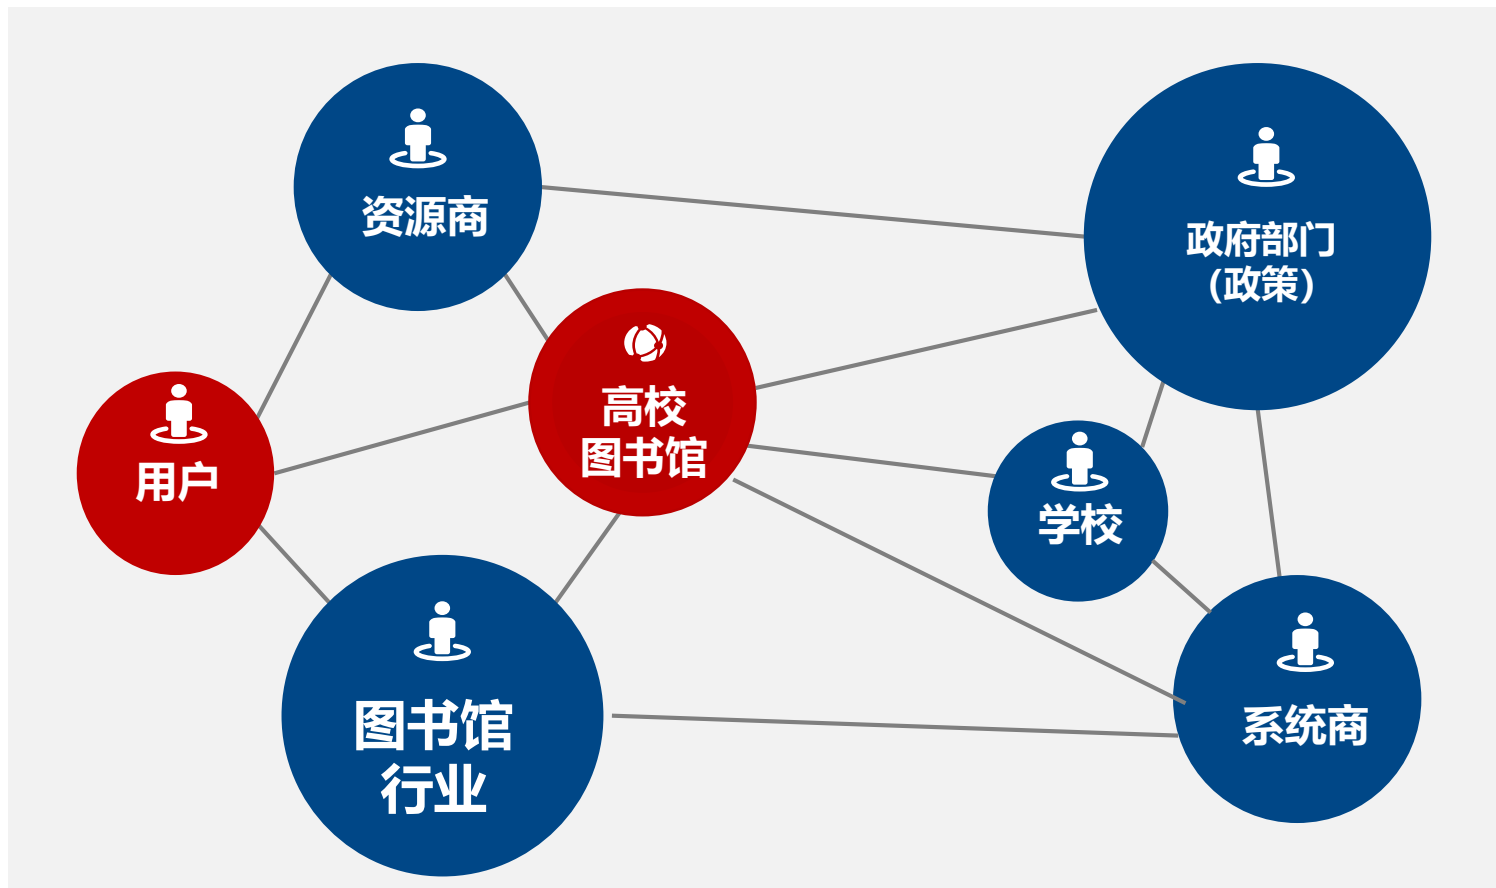 资源商
政府部门
（政策）
高校
图书馆
用户
学校
图书馆
行业
系统商